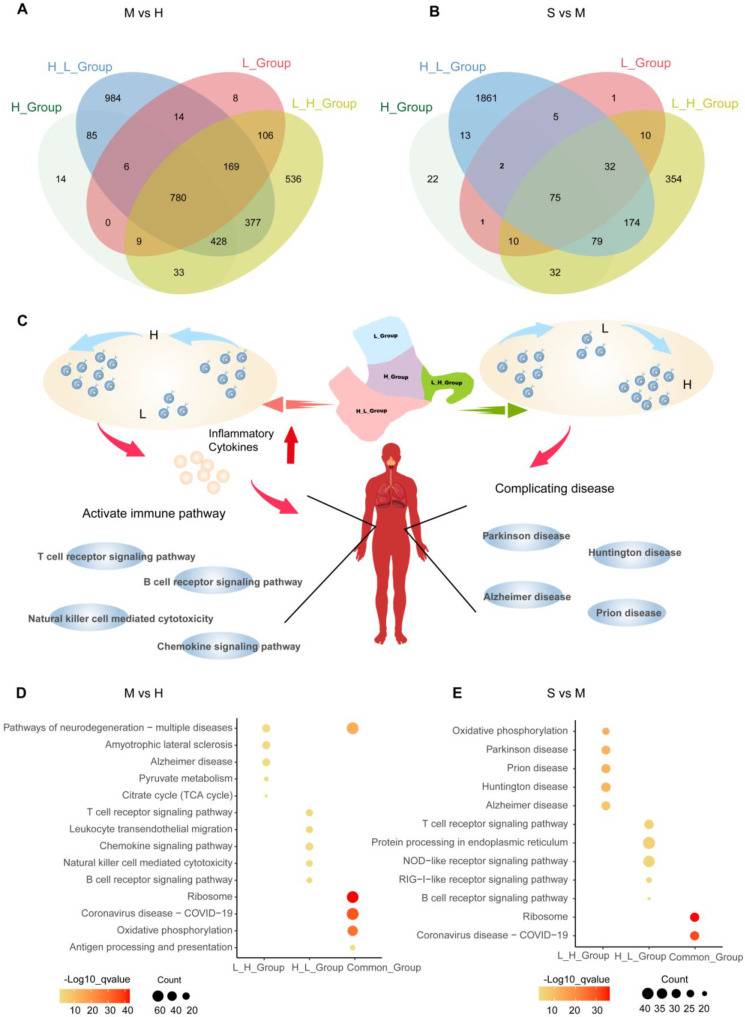 A
M vs H
H_L_Group
L_Group
H_Group
L_H_Group
984
8
14
85
106
6
169
14
536
780
0
377
9
428
33
B
S vs M
H_L_Group
L_Group
H_Group
L_H_Group
1861
1
5
13
10
2
32
22
354
75
1
174
10
79
32
C
H
L
L_Group
H_Group
L_H_Group
H_L_Group
L
H
Inflammatory
Cytokines
Activate immune pathway
T cell receptor signaling pathway
B cell receptor signaling pathway
Natural killer cell mediated cytotoxicity
Chemokine signaling pathway
Complicating disease
Parkinson disease
Huntington disease
Alzheimer disease
Prion disease
D
M vs H
Pathways of neurodegeneration − multiple diseases
Amyotrophic lateral sclerosis
Alzheimer disease
Pyruvate metabolism
Citrate cycle (TCA cycle)
T cell receptor signaling pathway
Leukocyte transendothelial migration
Chemokine signaling pathway
Natural killer cell mediated cytotoxicity
B cell receptor signaling pathway
Ribosome
Coronavirus disease − COVID−19
Oxidative phosphorylation
Antigen processing and presentation
L_H_Group H_L_Group Common_Group
-Log10_qvalue
10 20 30 40
Count
60 40 20
E
S vs M
Oxidative phosphorylation
Parkinson disease
Prion disease
Huntington disease
Alzheimer disease
T cell receptor signaling pathway
Protein processing in endoplasmic reticulum
NOD−like receptor signaling pathway
RIG−I−like receptor signaling pathway
B cell receptor signaling pathway
Ribosome
Coronavirus disease − COVID−19
L_H_Group H_L_Group Common_Group
-Log10_qvalue
10 20 30
Count
40 35 30 25 20